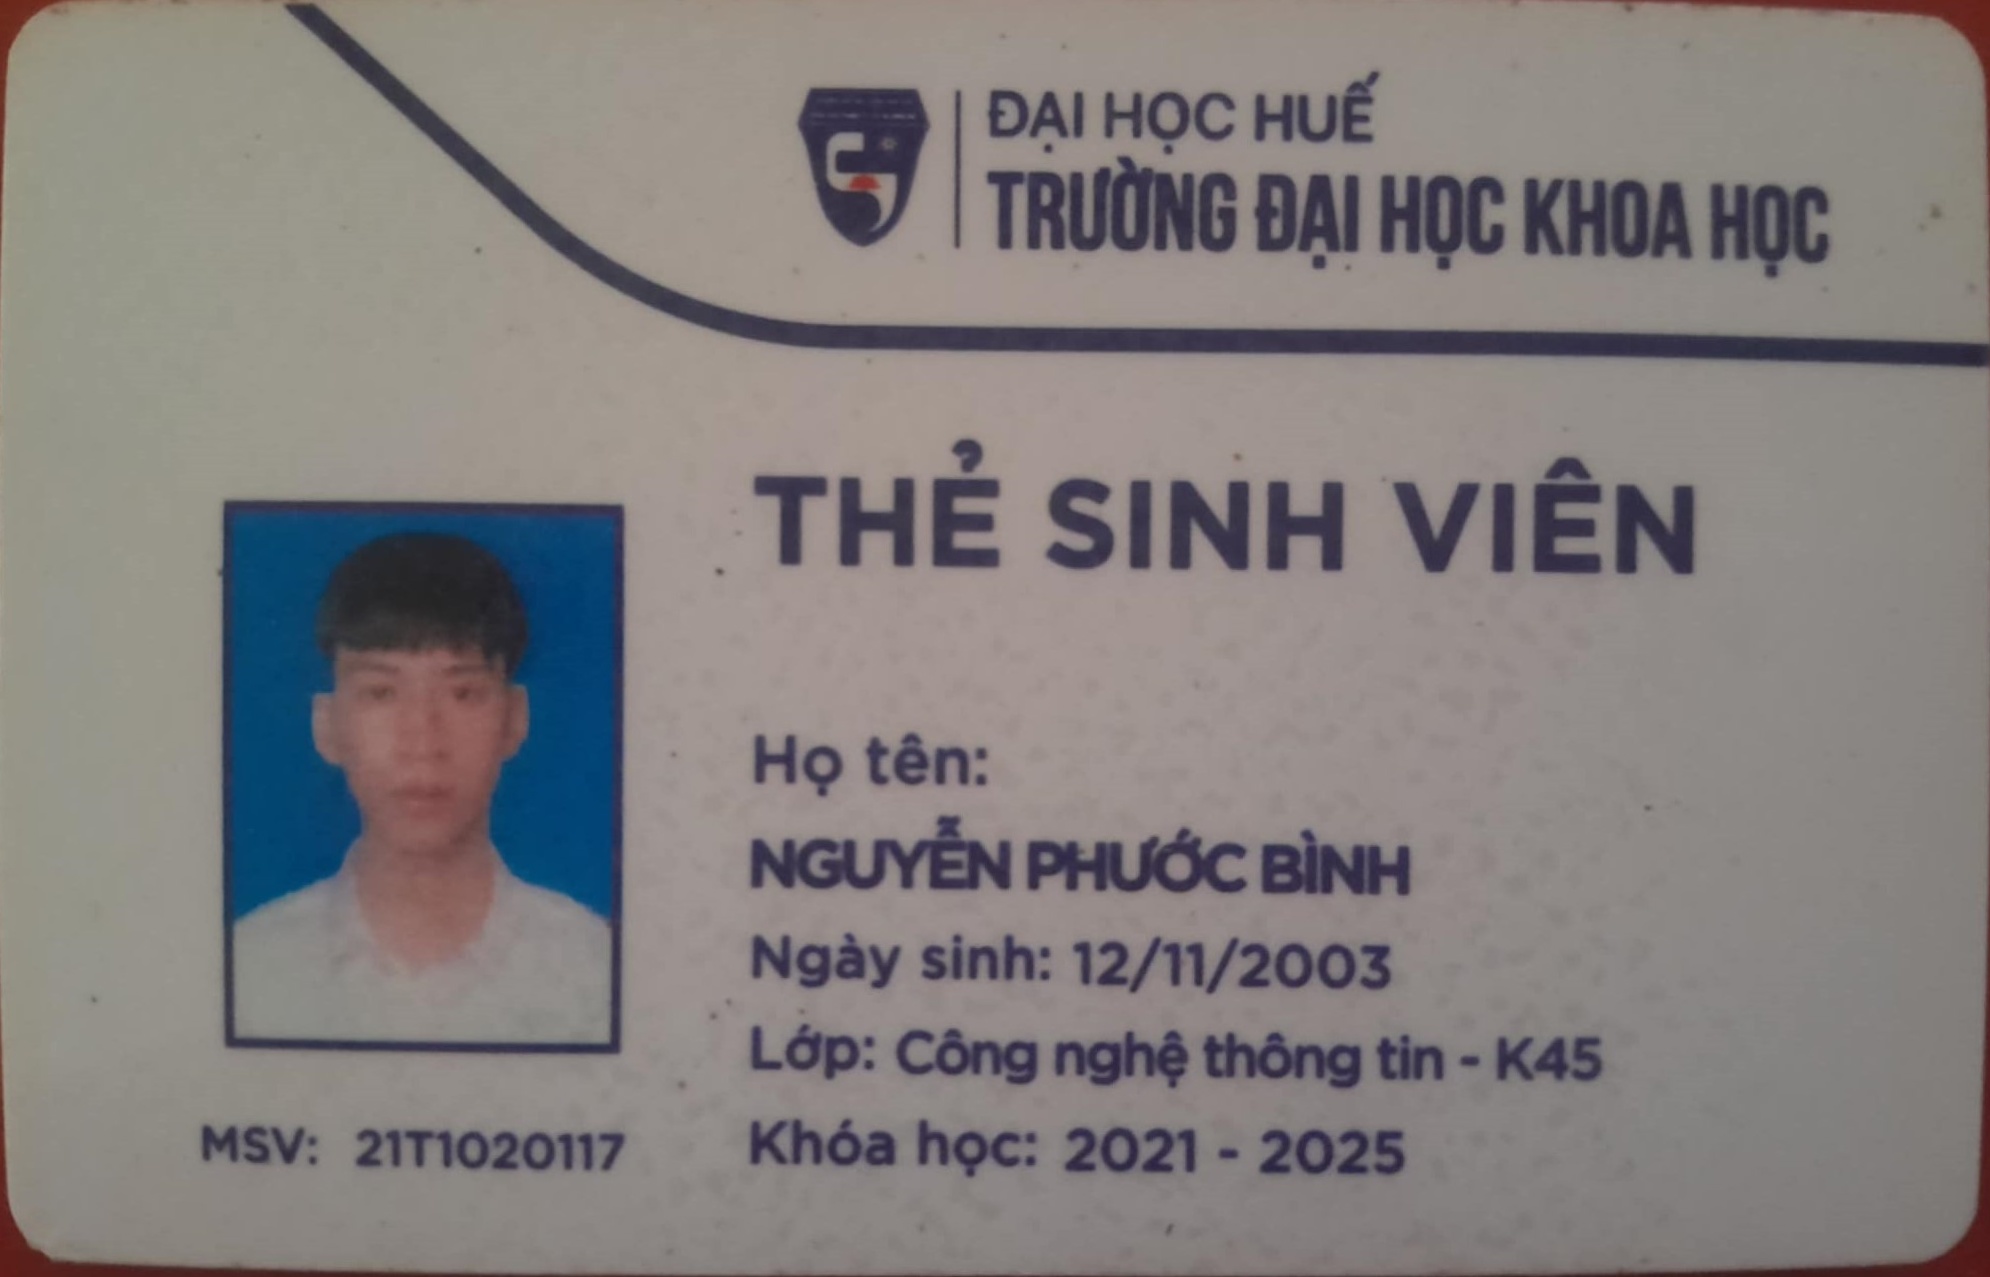 ĐẠI HỌC HUẾ
TRƯỜNG ĐẠI HỌC KHOA HỌC
THẺ SINH VIÊN
Họ tên:
NGUYỄN PHƯỚC BÌNH
Ngày sinh: 12/11/2003
Lớp: Công nghệ thông tin - K45
Khóa học: 2021 - 2025
MSV: 21T1020117